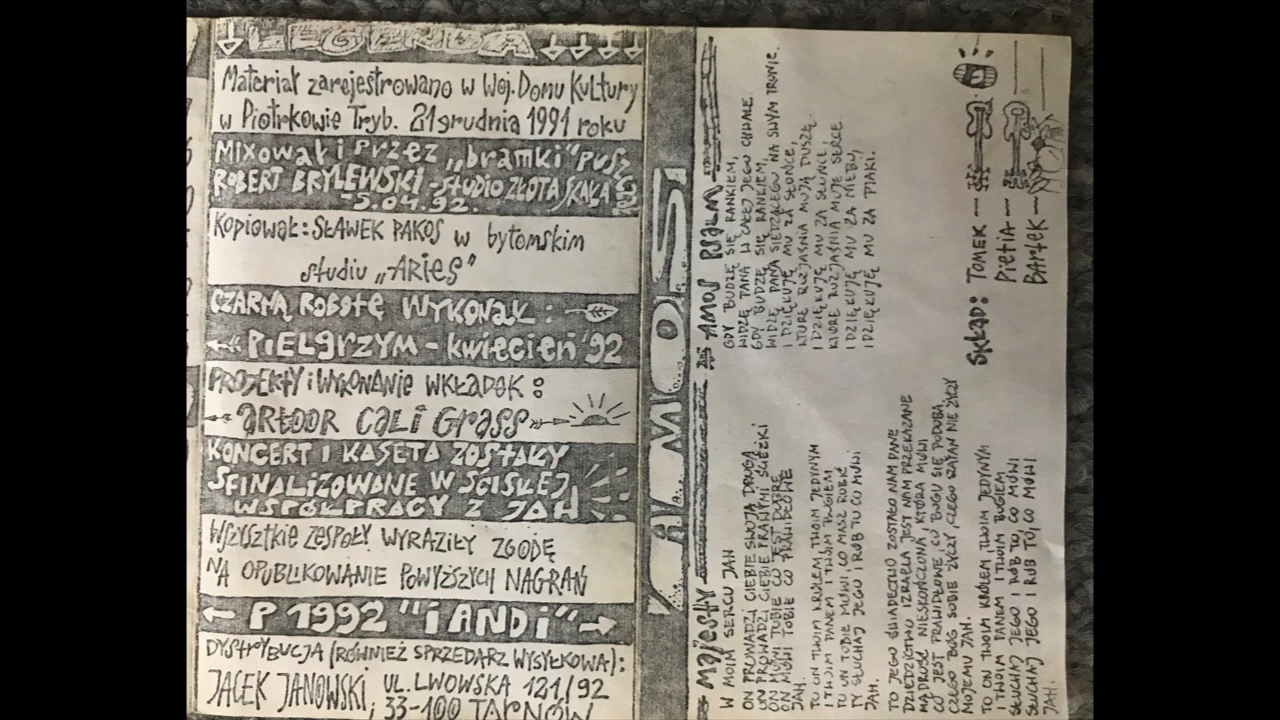 LEGENDA
Materiał zarejestrowano w Woj. Domu Kultury
w Piotrkowie Tryb. 21 grudnia 1991 roku
MIXOWAŁ i PRZEZ „bramki" PUSZCZAŁ
ROBERT BRYLEWSKI - STUDIO ZŁOTA SKAŁA
-5.04.92.
Kopiował: SŁAWEK PAKOS w bytomskim
studiu „ARIES"
CZARNĄ ROBOTĘ WYKONAŁ:
PIELGRZYM - kwiecień '92
PROJEKTY i WYKONANIE WKŁADEK:
ARTOOR CALI GRASS
KONCERT I KASETA ZOSTAŁY
SFINALIZOWANE W ŚCISŁEJ
WSPÓŁPRACY Z JAH
WSZYSTKIE ZESPOŁY WYRAZIŁY ZGODĘ
NA OPUBLIKOWANIE POWYŻSZYCH NAGRAŃ
P 1992 "i ANDI"
DYSTRYBUCJA (RÓWNIEŻ SPRZEDARZ WYSYŁKOWA):
JACEK JANOWSKI, UL. LWOWSKA 121/92
33-100 TARNÓW
AMOS
MAJESTY
W MOIM SERCU JAH
ON PROWADZI CIEBIE SWOJĄ DROGĄ
ON PROWADZI CIEBIE PRAWYMI ŚCIEŻKI
ON MÓWI TOBIE CO JEST DOBRE
ON MÓWI TOBIE CO PRAWIDŁOWE
JAH.
TO ON TWOIM KRÓLEM, TWOIM JEDYNYM
I TWOIM PANEM I TWOIM BOGIEM
TO ON TOBIE MÓWI, CO MASZ ROBIĆ
TY SŁUCHAJ JEGO I RÓB TO CO MÓWI
JAH.
TO JEGO ŚWIADECTWO ZOSTAŁO NAM DANE
DZIEDZICTWO IZRAELA JEST NAM PRZEKAZANE
MĄDROŚĆ NIESKOŃCZONA, KTÓRA MÓWI
CO JEST PRAWIDŁOWE, CO BOGU SIĘ PODOBA,
CZEGO BÓG SOBIE ŻYCZY, CZEGO SZATAN NIE ŻYCZY
MOJEMU JAH.
TO ON TWOIM KRÓLEM TWOIM JEDYNYM
I TWOIM PANEM I TWOIM BOGIEM
SŁUCHAJ JEGO I RÓB TO, CO MÓWI
SŁUCHAJ JEGO I RÓB TO, CO MÓWI
JAH.
AMOS PSALM
GDY BUDZĘ SIĘ RANKIEM,
WIDZĘ PANA W CAŁEJ JEGO CHWALE.
GDY BUDZĘ SIĘ RANKIEM,
WIDZĘ PANA SIEDZĄCEGO NA SWYM TRONIE.
I DZIĘKUJĘ MU ZA SŁOŃCE,
KTÓRE ROZJAŚNIA MOJĄ DUSZĘ.
I DZIĘKUJĘ MU ZA SŁOŃCE,
KTÓRE ROZJAŚNIA MOJE SERCE
I DZIĘKUJĘ MU ZA NIEBO,
I DZIĘKUJĘ MU ZA PTAKI.
SKŁAD: TOMEK —
PIETIA —
BARTEK —